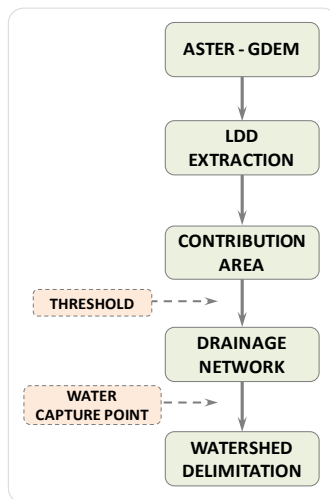 ASTER - GDEM
LDD
EXTRACTION
CONTRIBUTION
AREA
THRESHOLD
DRAINAGE
NETWORK
WATER
CAPTURE POINT
WATERSHED
DELIMITATION